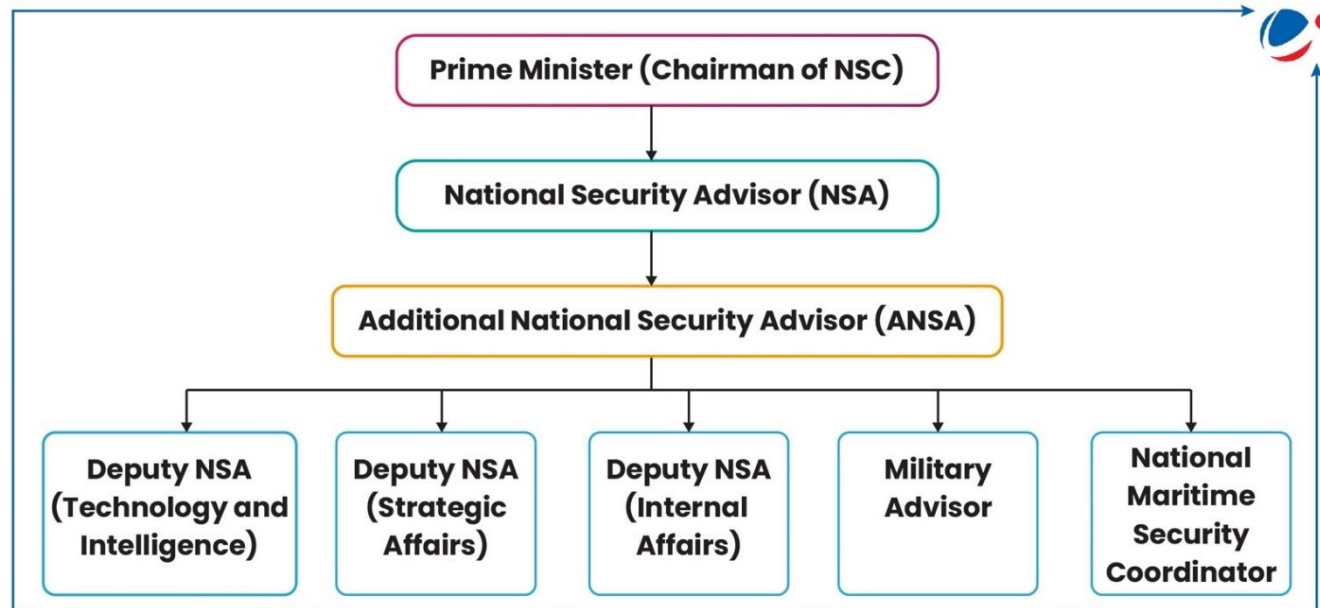 Prime Minister (Chairman of NSC)
National Security Advisor (NSA)
Additional National Security Advisor (ANSA)
Deputy NSA
(Technology and
Intelligence)
Deputy NSA
(Strategic
Affairs)
Deputy NSA
(Internal
Affairs)
Military
Advisor
National
Maritime
Security
Coordinator